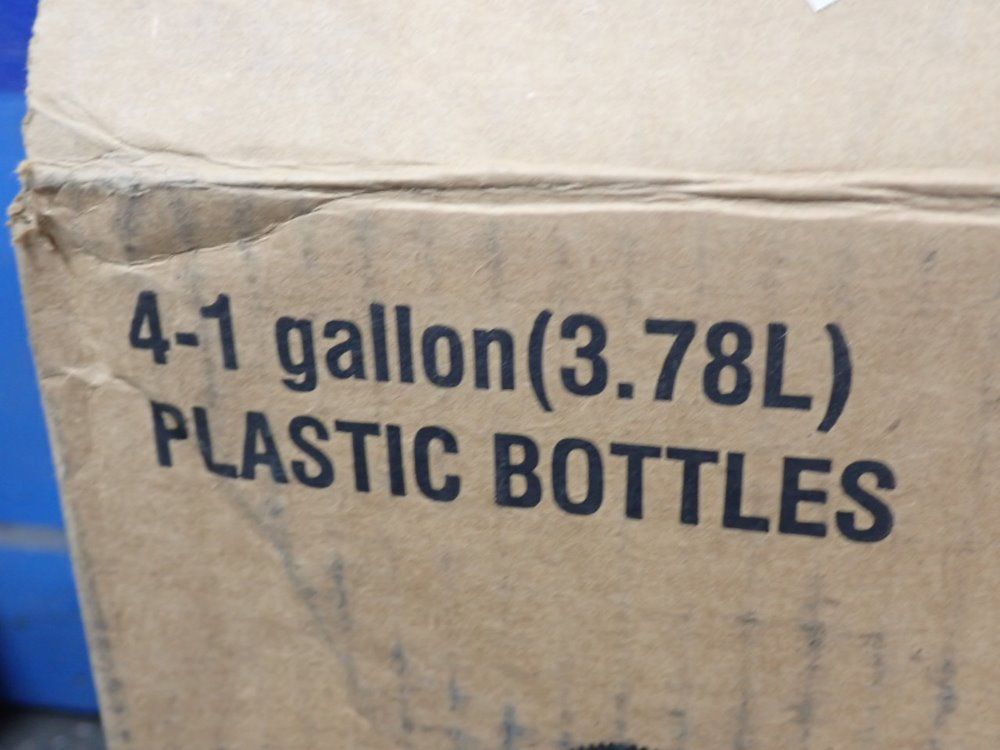 4-1 gallon(3.78L)
PLASTIC BOTTLES